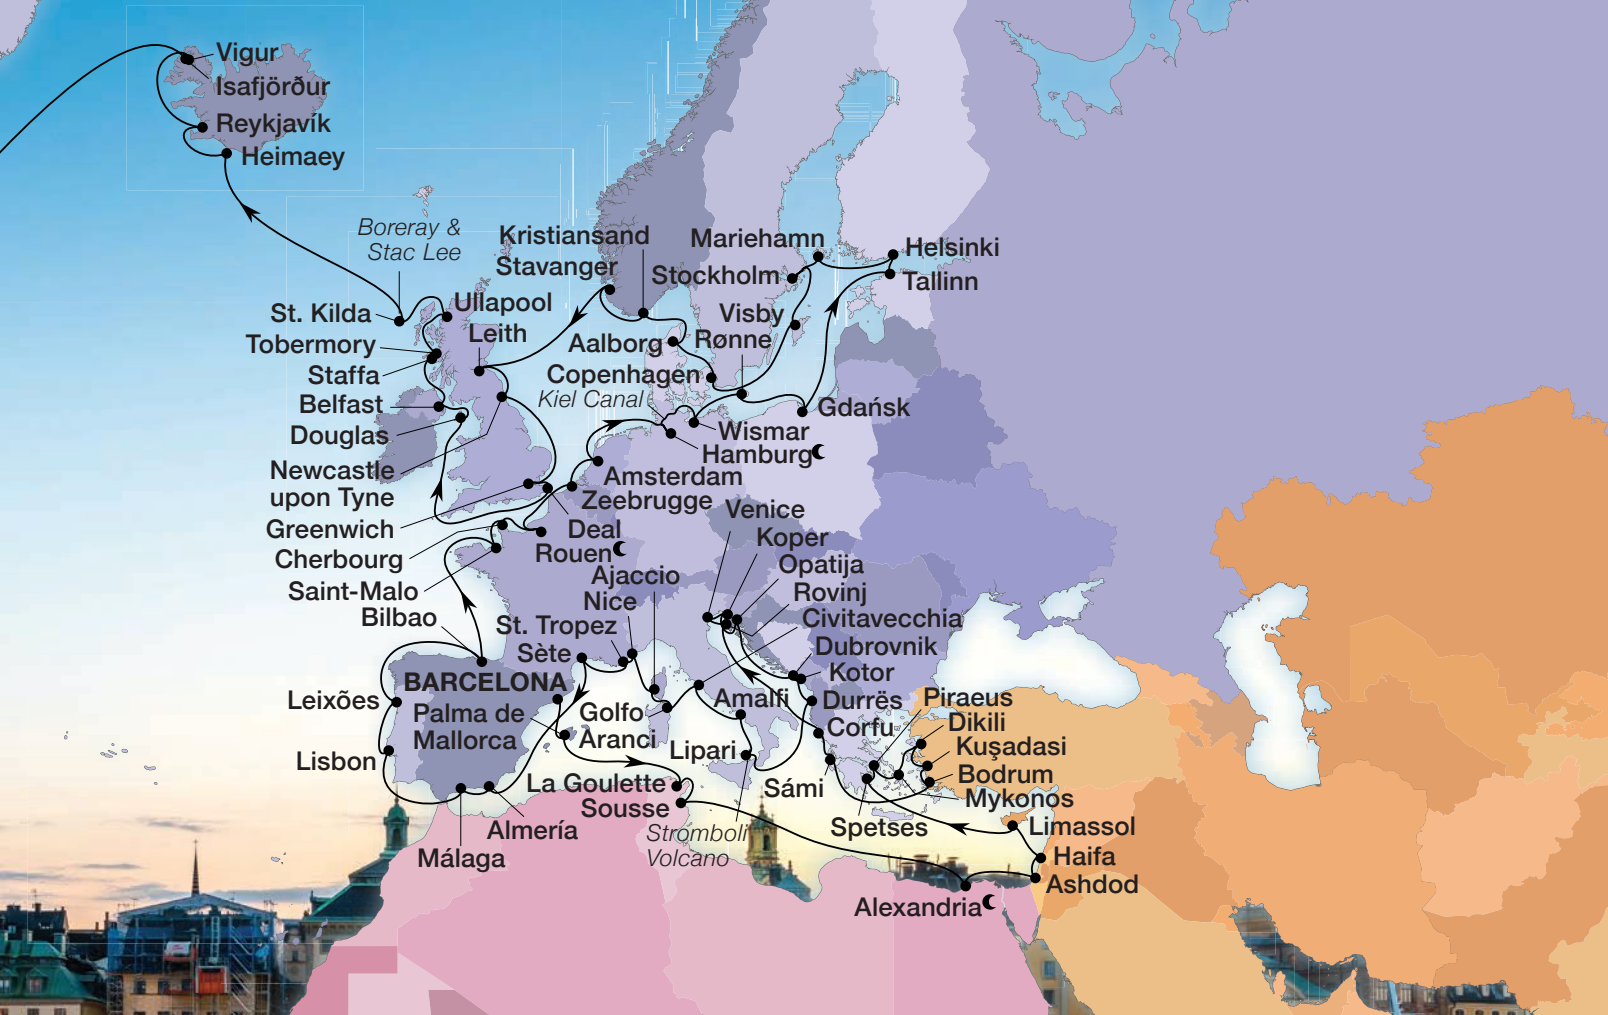 Vigur
Isafjörður
Reykjavík
Heimaey
Boreray &
Stac Lee
Kristiansand
Stavanger
Mariehamn
Helsinki
Stockholm
Tallinn
St. Kilda
Ullapool
Visby
Leith
Rønne
Tobermory
Aalborg
Staffa
Copenhagen
Belfast
Kiel Canal
Gdańsk
Douglas
Wismar
Hamburg
Newcastle
upon Tyne
Amsterdam
Zeebrugge
Venice
Greenwich
Deal
Koper
Cherbourg
Rouen
Opatija
Saint-Malo
Ajaccio
Rovinj
Nice
Bilbao
St. Tropez
Civitavecchia
Sète
Dubrovnik
BARCELONA
Kotor
Leixões
Amalfi
Durrës
Piraeus
Palma de
Mallorca
Golfo
Aranci
Corfu
Dikili
Lisbon
Lipari
Kuşadasi
La Goulette
Sámi
Bodrum
Sousse
Mykonos
Almería
Stromboli
Volcano
Spetses
Limassol
Málaga
Haifa
Ashdod
Alexandria